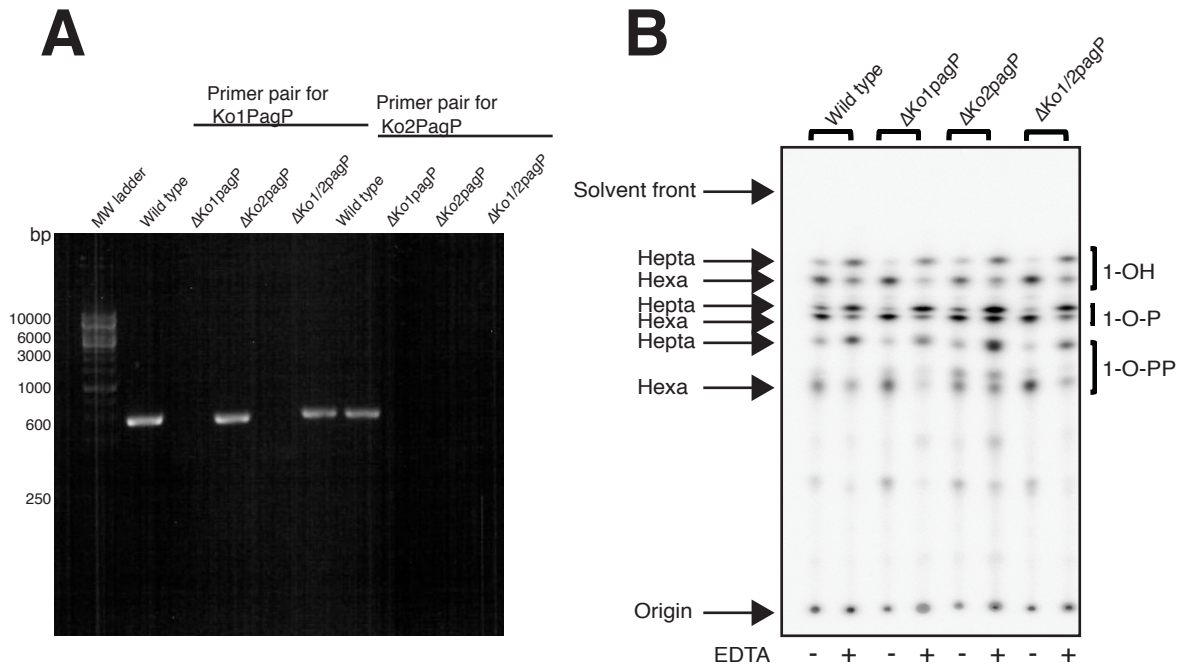 A
Primer pair for
Ko1PagP
Primer pair for
Ko2PagP
MW ladder
Wild type
ΔKo1pagP
ΔKo2pagP
ΔKo1/2pagP
Wild type
ΔKo1pagP
ΔKo2pagP
ΔKo1/2pagP
bp
10000
6000
3000
1000
600
250
B
Wild type
ΔKo1pagP
ΔKo2pagP
ΔKo1/2pagP
Solvent front
Hepta
Hexa
Hepta
Hexa
Hepta
Hexa
Origin
1-OH
1-O-P
1-O-PP
EDTA - + - + - + - +